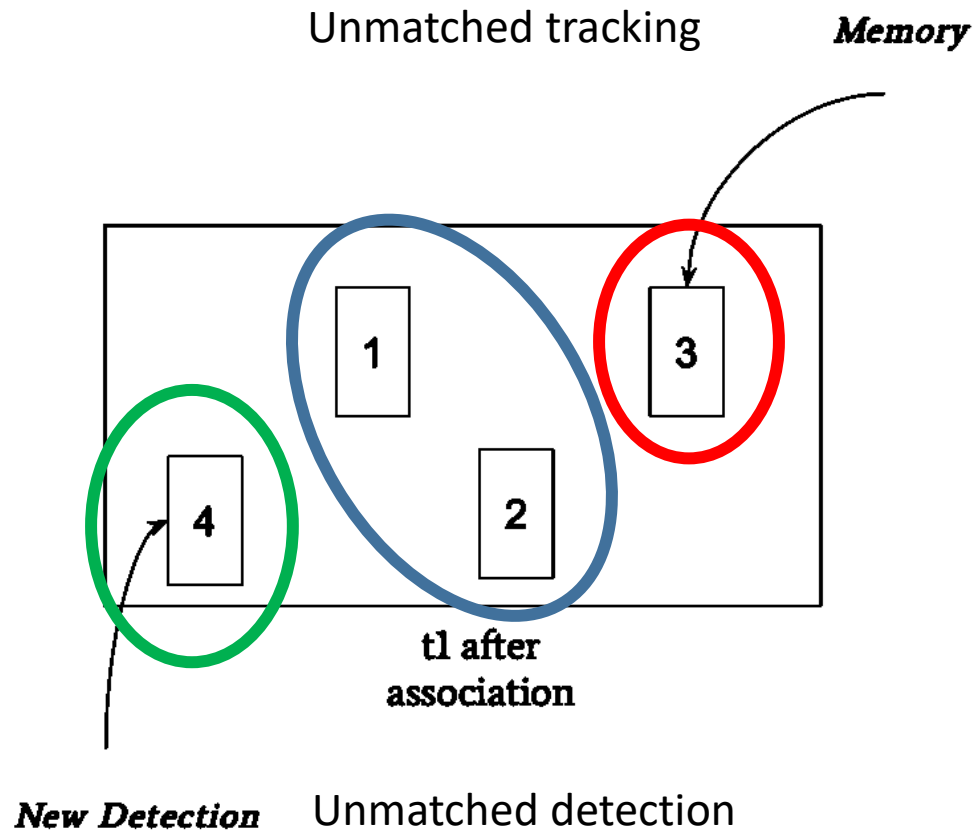 Unmatched tracking
Memory
1
3
2
4
t1 after
association
New Detection
Unmatched detection